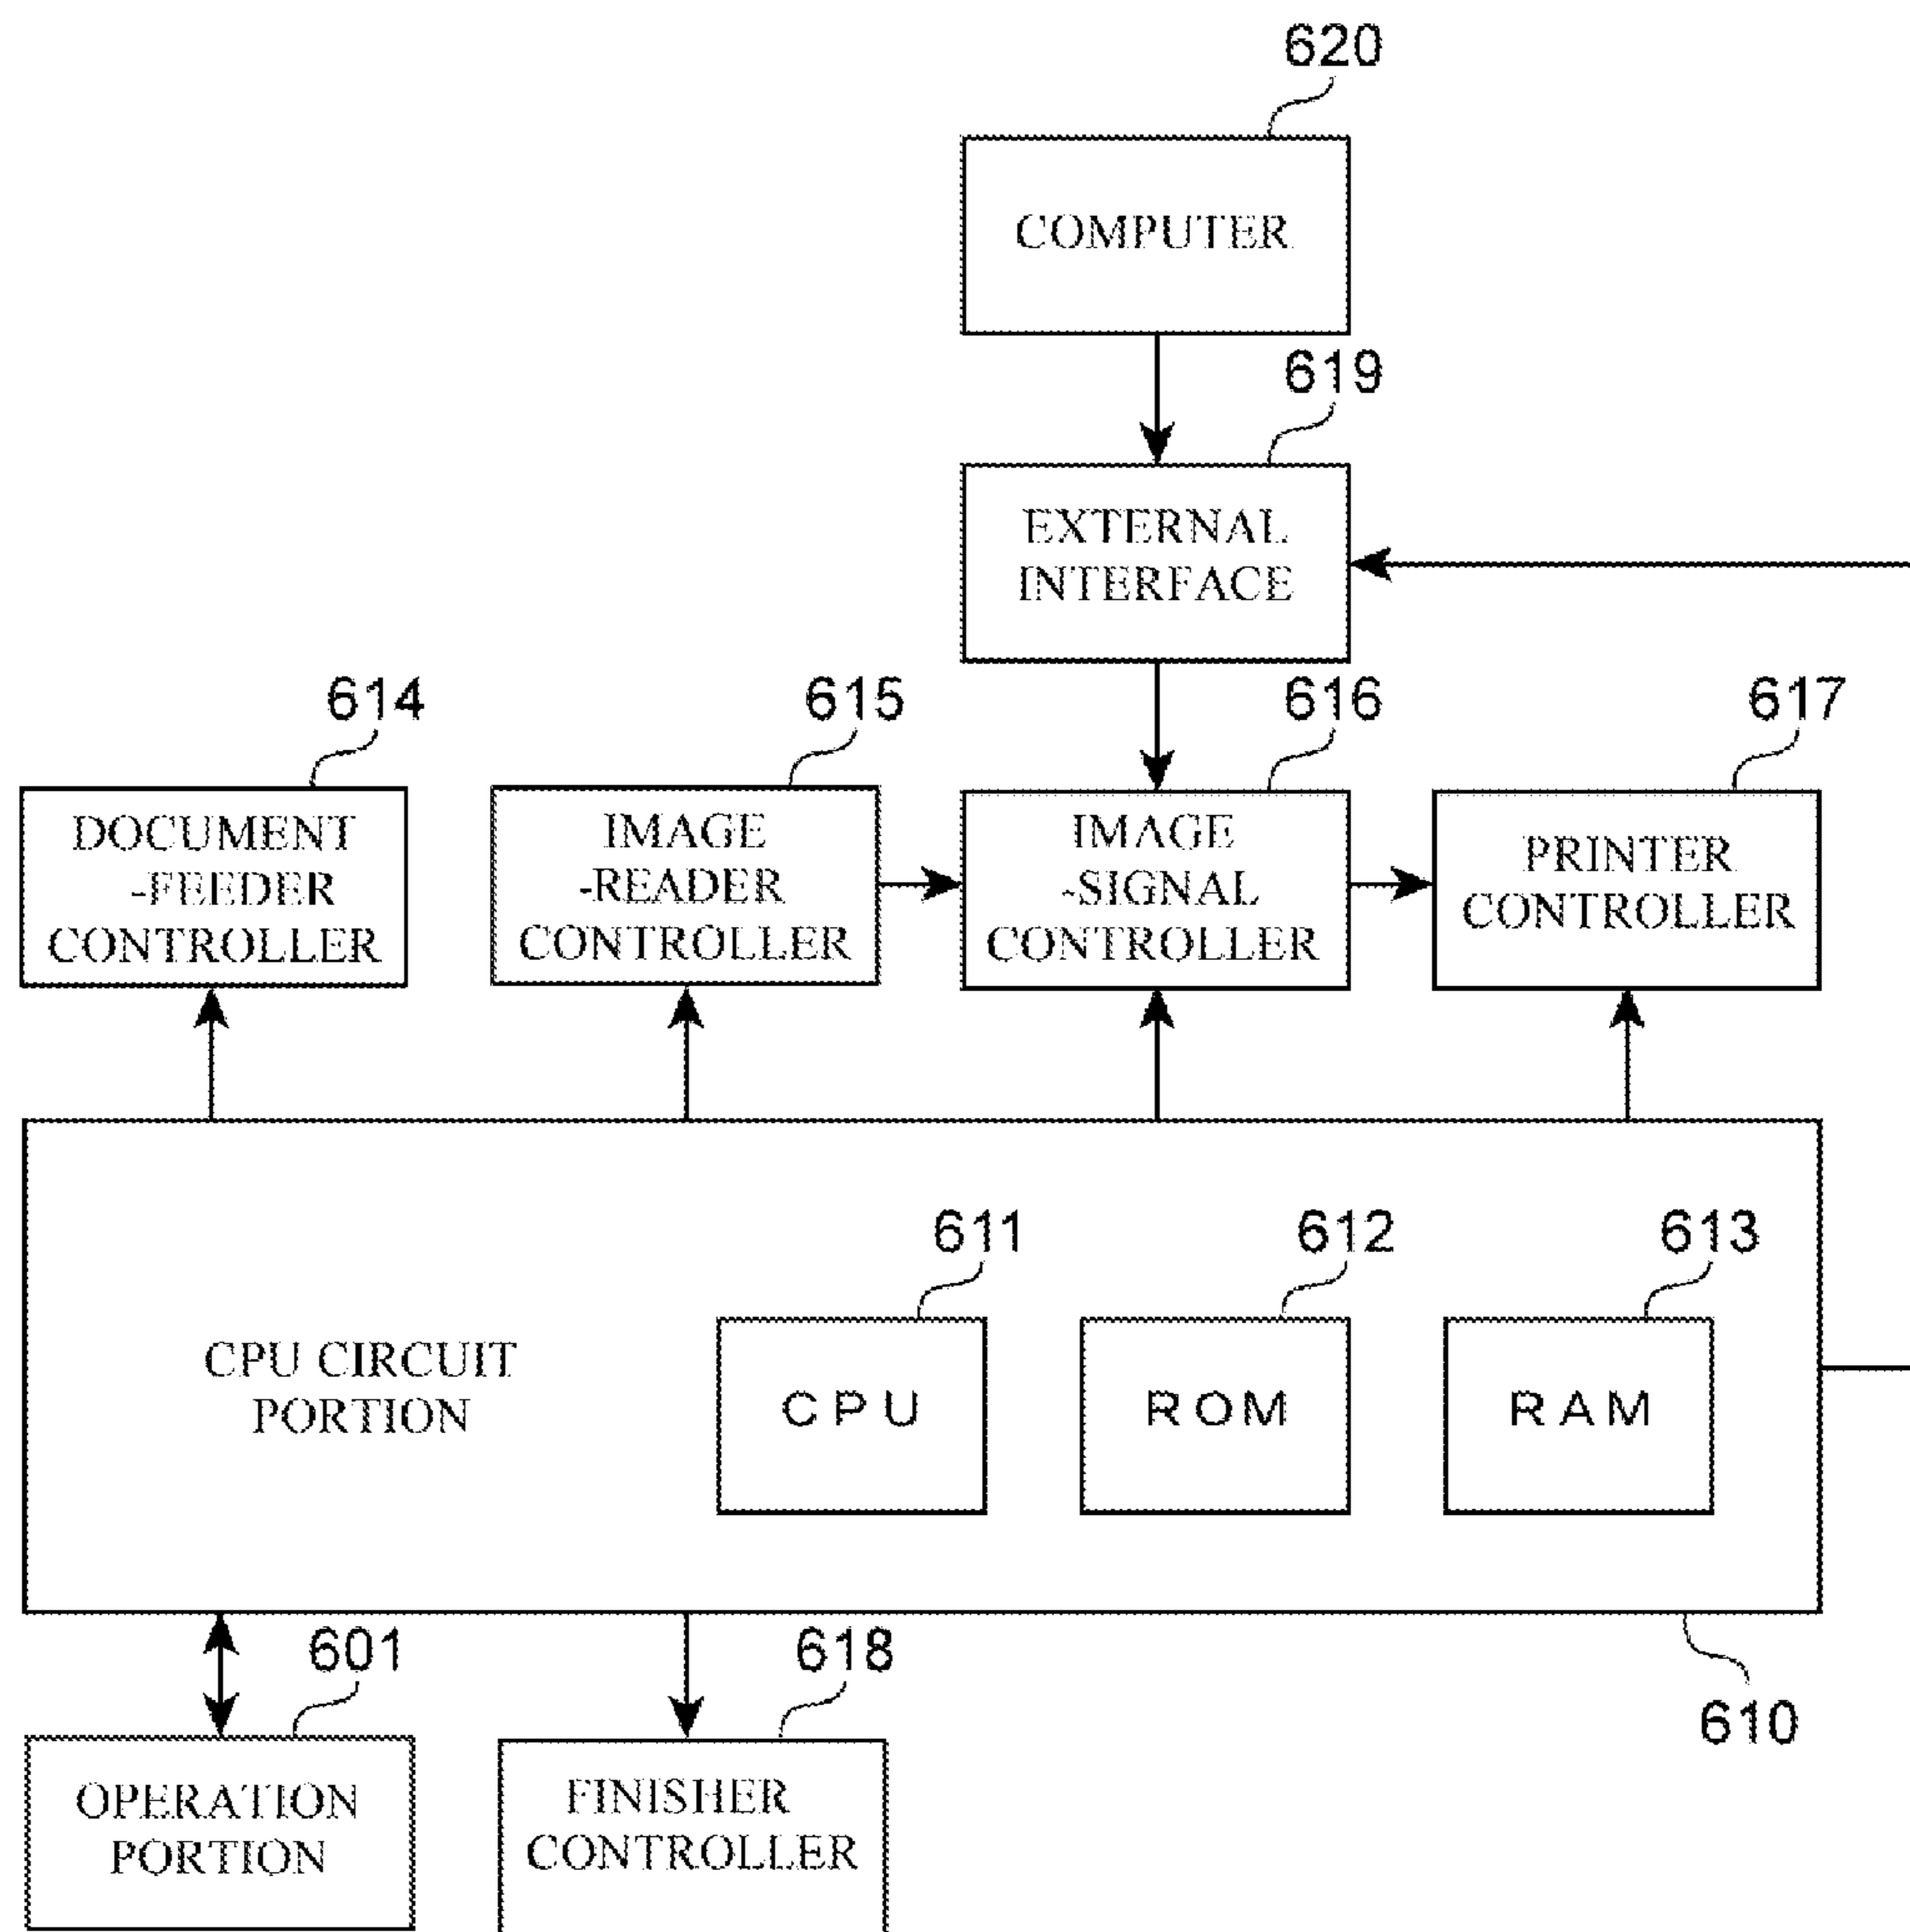 620
COMPUTER
619
EXTERNAL
INTERFACE
614
615
616
617
DOCUMENT
-FEEDER
CONTROLLER
IMAGE
-READER
CONTROLLER
IMAGE
-SIGNAL
CONTROLLER
PRINTER
CONTROLLER
611
612
613
CPU CIRCUIT
PORTION
CPU
ROM
RAM
601
618
610
OPERATION
PORTION
FINISHER
CONTROLLER